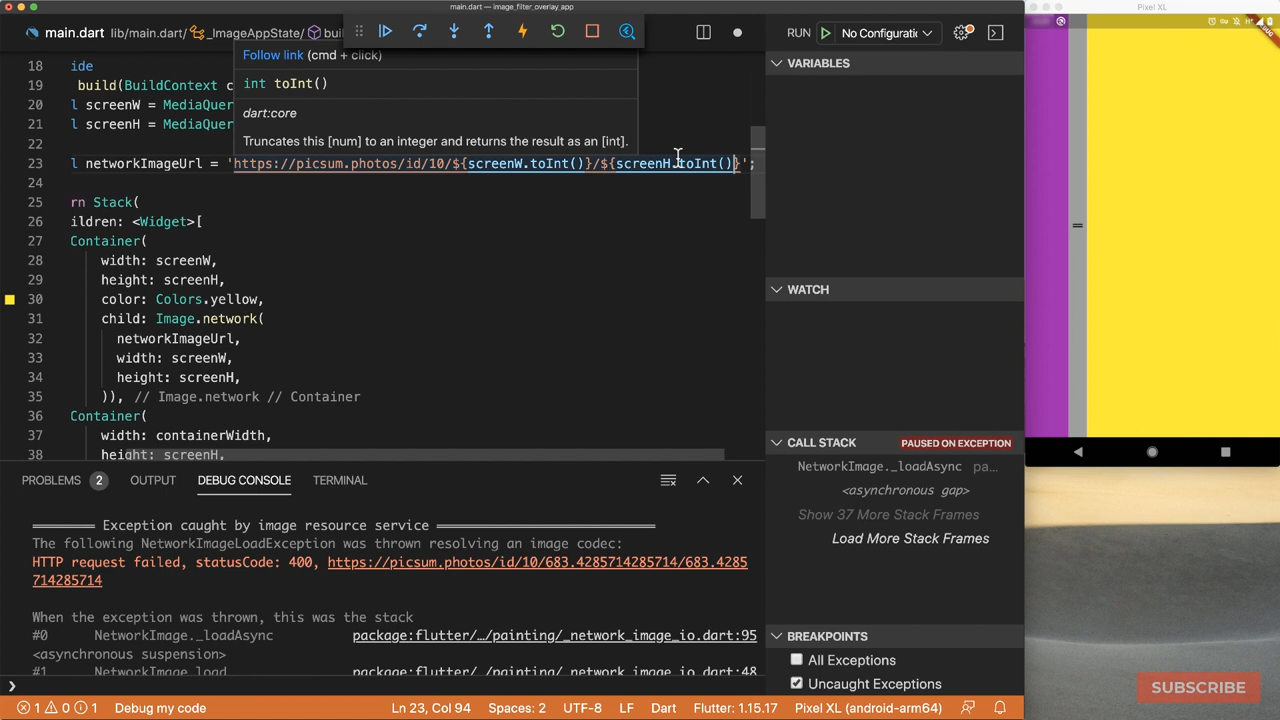 main.dart — image_filter_overlay_app
Pixel XL
main.dart lib/main.dart/ _ImageAppState/ bui
RUN No Configurati
Follow link (cmd + click)
int toInt()
dart:core
Truncates this [num] to an integer and returns the result as an [int].
18 ide
19 build(BuildContext c
20 l screenW = MediaQuer
21 l screenH = MediaQuer
22
23 l networkImageUrl = 'https://picsum.photos/id/10/${screenW.toInt()}/${screenH.toInt()}';
24
25 rn Stack(
26 ildren: <Widget>[
27 Container(
28 width: screenW,
29 height: screenH,
30 color: Colors.yellow,
31 child: Image.network(
32 networkImageUrl,
33 width: screenW,
34 height: screenH,
35 )), // Image.network // Container
36 Container(
37 width: containerWidth,
38 height: screenH,
VARIABLES
WATCH
CALL STACK PAUSED ON EXCEPTION
NetworkImage._loadAsync pa...
<asynchronous gap>
Show 37 More Stack Frames
Load More Stack Frames
BREAKPOINTS
All Exceptions
Uncaught Exceptions
PROBLEMS 2 OUTPUT DEBUG CONSOLE TERMINAL
════════ Exception caught by image resource service ════════════════════════════
The following NetworkImageLoadException was thrown resolving an image codec:
HTTP request failed, statusCode: 400, https://picsum.photos/id/10/683.4285714285714/683.4285
714285714
When the exception was thrown, this was the stack
#0 NetworkImage._loadAsync package:flutter/…/painting/_network_image_io.dart:95
<asynchronous suspension>
#1 NetworkImage.load package:flutter/…/painting/_network_image_io.dart:48
SUBSCRIBE
1 0 1 Debug my code Ln 23, Col 94 Spaces: 2 UTF-8 LF Dart Flutter: 1.15.17 Pixel XL (android-arm64)